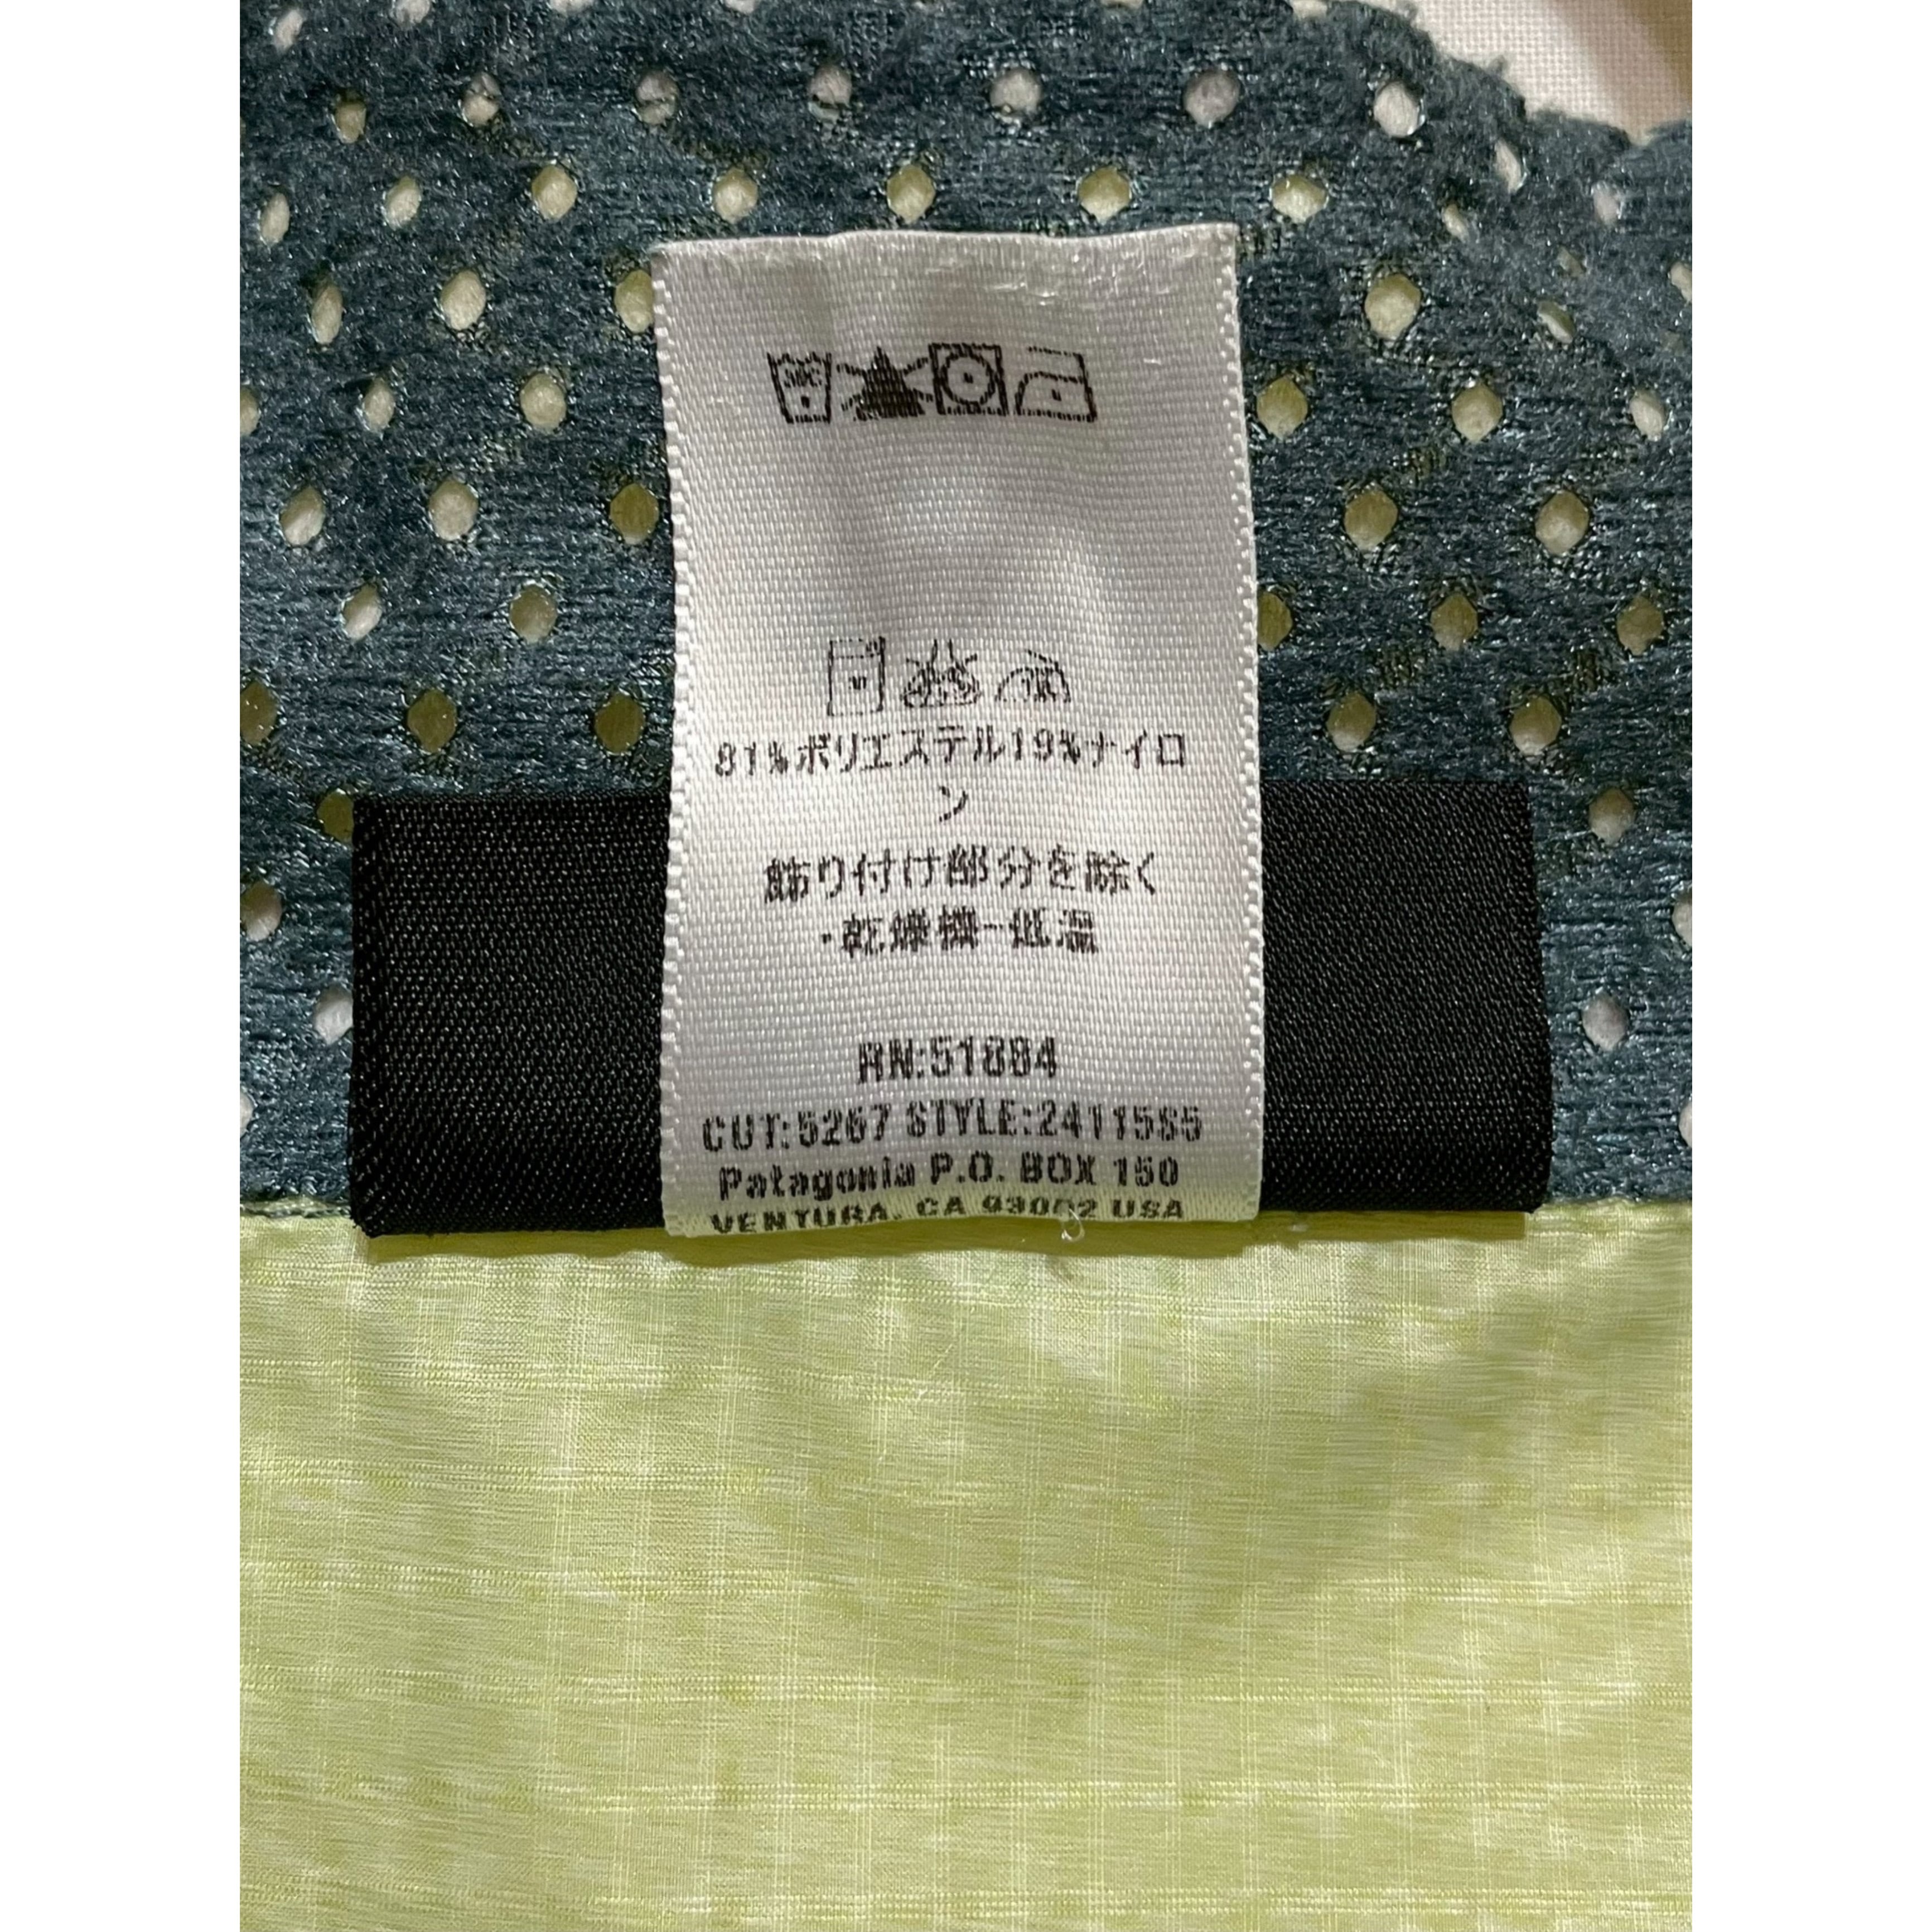 81%ポリエステル19%ナイロ
ン
飾り付け部分を除く
・乾燥機-低温
RN:51884
CUT:5267 STYLE:24115S5
Patagonia P.O. BOX 150
VENTURA, CA 93002 USA